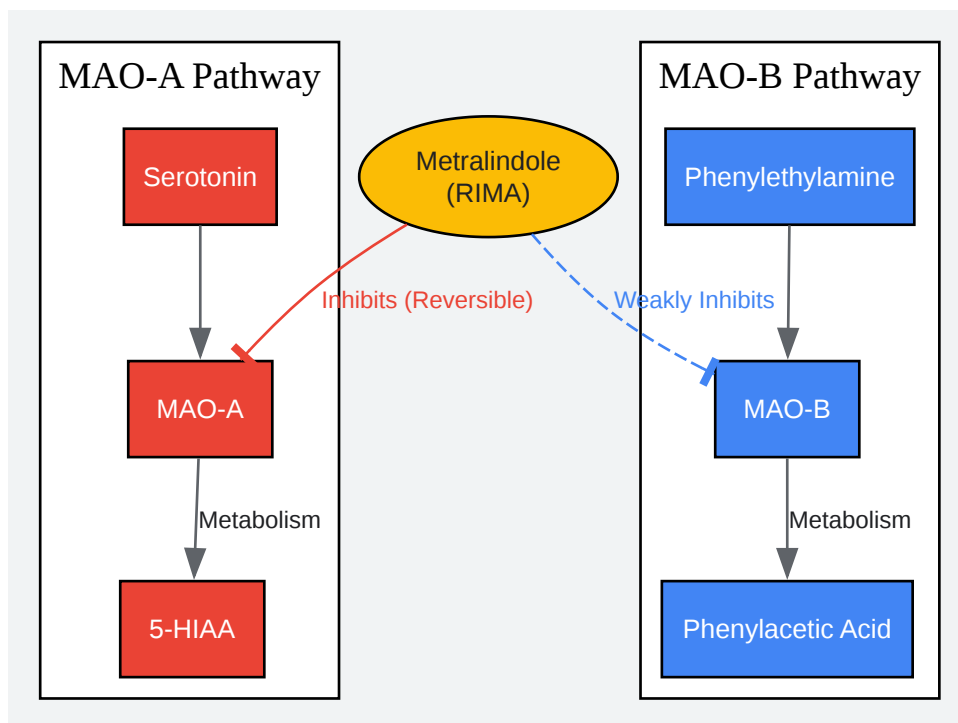 MAO-A Pathway
Serotonin
MAO-A
Metabolism
5-HIAA
Metralindole
(RIMA)
Inhibits (Reversible)
Weakly Inhibits
MAO-B Pathway
Phenylethylamine
MAO-B
Metabolism
Phenylacetic Acid